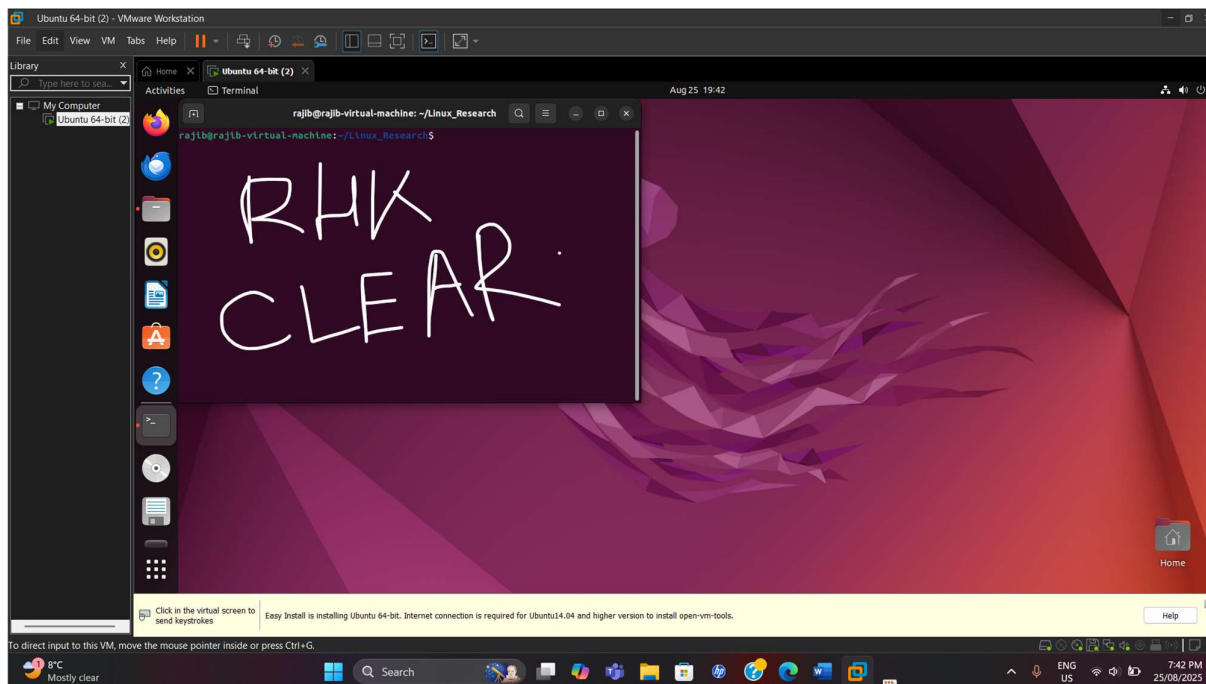 Ubuntu 64-bit (2) - VMware Workstation
File Edit View VM Tabs Help
Library X
Type here to sea...
Home X Ubuntu 64-bit (2) X
My Computer
Ubuntu 64-bit (2)
Activities Terminal Aug 25 19:42
rajib@rajib-virtual-machine: ~/Linux_Research
rajib@rajib-virtual-machine:~/Linux_Research$
RHK
CLEAR
Home
Click in the virtual screen to send keystrokes
Easy Install is installing Ubuntu 64-bit. Internet connection is required for Ubuntu14.04 and higher version to install open-vm-tools.
Help
To direct input to this VM, move the mouse pointer inside or press Ctrl+G.
1
8°C
Mostly clear
Search
ENG
US
7:42 PM
25/08/2025